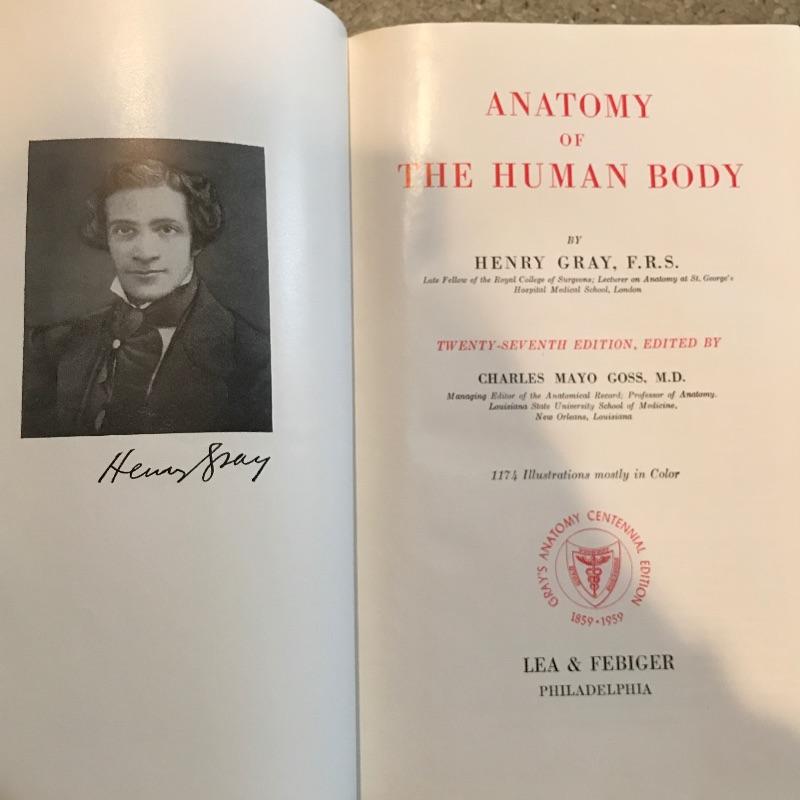 Henry Gray
ANATOMY
OF
THE HUMAN BODY
BY
HENRY GRAY, F.R.S.
Late Fellow of the Royal College of Surgeons; Lecturer on Anatomy at St. George's
Hospital Medical School, London
TWENTY-SEVENTH EDITION, EDITED BY
CHARLES MAYO GOSS, M.D.
Managing Editor of the Anatomical Record; Professor of Anatomy,
Louisiana State University School of Medicine,
New Orleans, Louisiana
1174 Illustrations mostly in Color
GRAY'S ANATOMY CENTENNIAL EDITION
1859 • 1959
LEA & FEBIGER
PHILADELPHIA